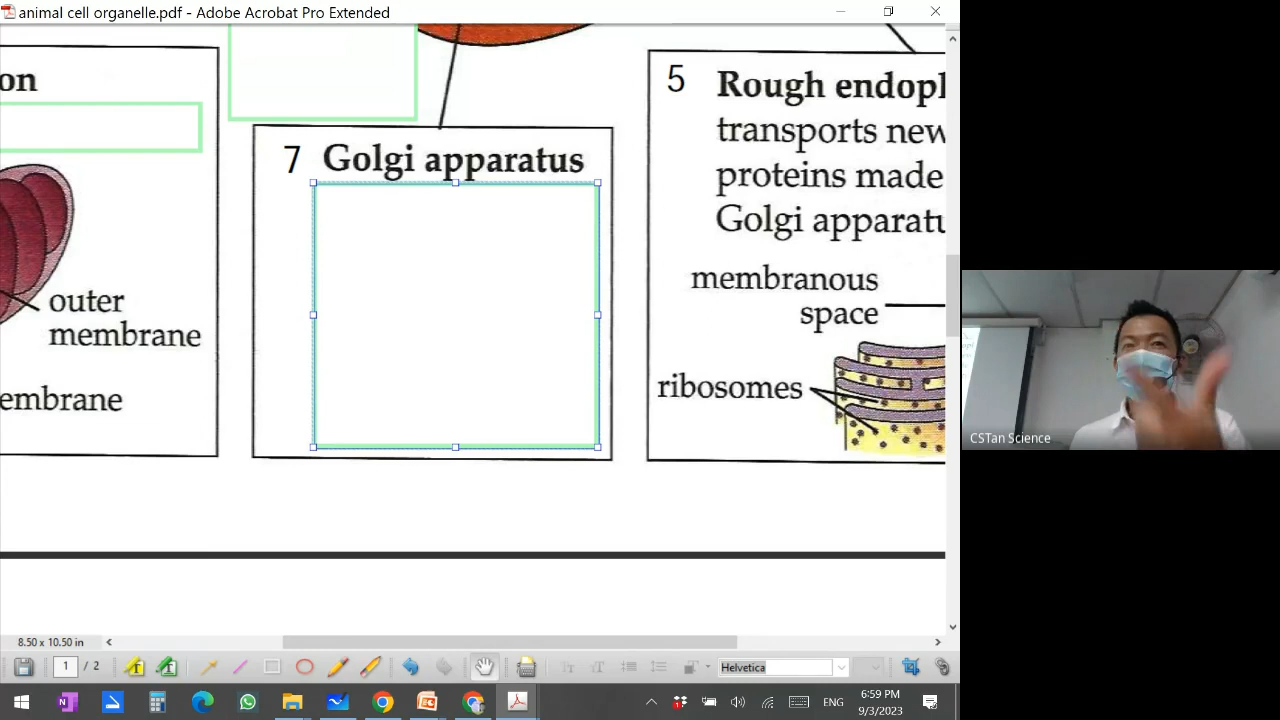 animal cell organelle.pdf - Adobe Acrobat Pro Extended
on
7 Golgi apparatus
outer
membrane
embrane
5 Rough endopl
transports new
proteins made
Golgi apparatu
membranous
space
ribosomes
CSTan Science
8.50 x 10.50 in
1 / 2
Helvetica
ENG
6:59 PM
9/3/2023